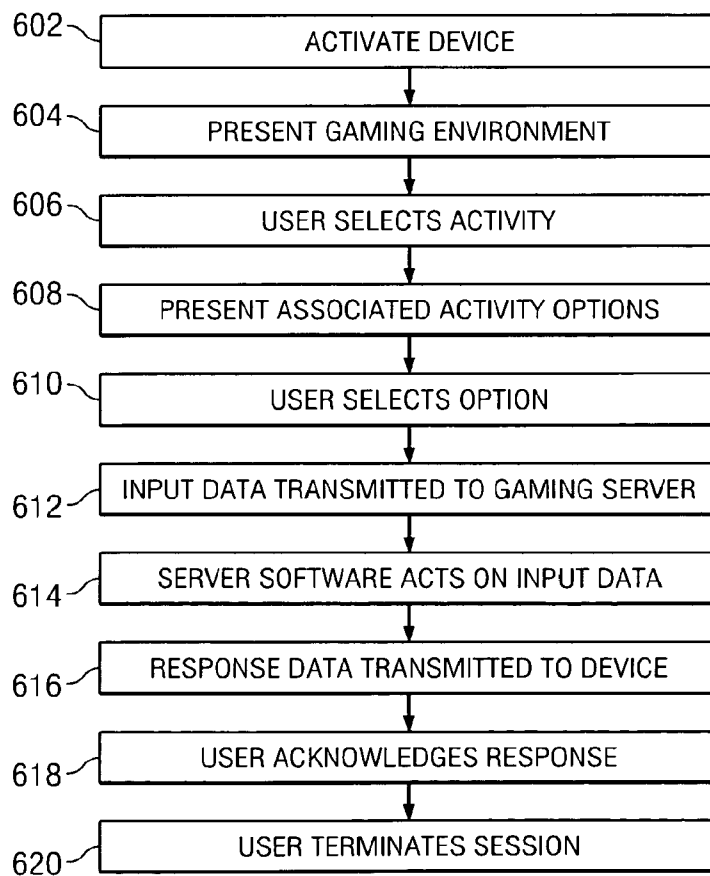 602 ACTIVATE DEVICE
604 PRESENT GAMING ENVIRONMENT
606 USER SELECTS ACTIVITY
608 PRESENT ASSOCIATED ACTIVITY OPTIONS
610 USER SELECTS OPTION
612 INPUT DATA TRANSMITTED TO GAMING SERVER
614 SERVER SOFTWARE ACTS ON INPUT DATA
616 RESPONSE DATA TRANSMITTED TO DEVICE
618 USER ACKNOWLEDGES RESPONSE
620 USER TERMINATES SESSION